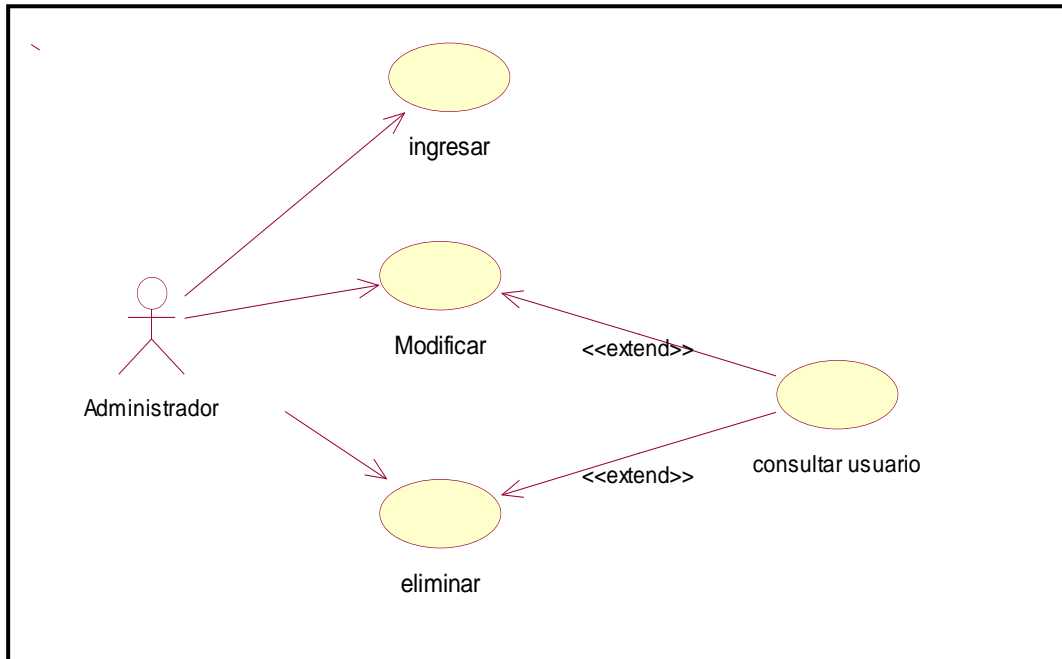 ingresar
Modificar
<<extend>>
Administrador
consultar usuario
<<extend>>
eliminar